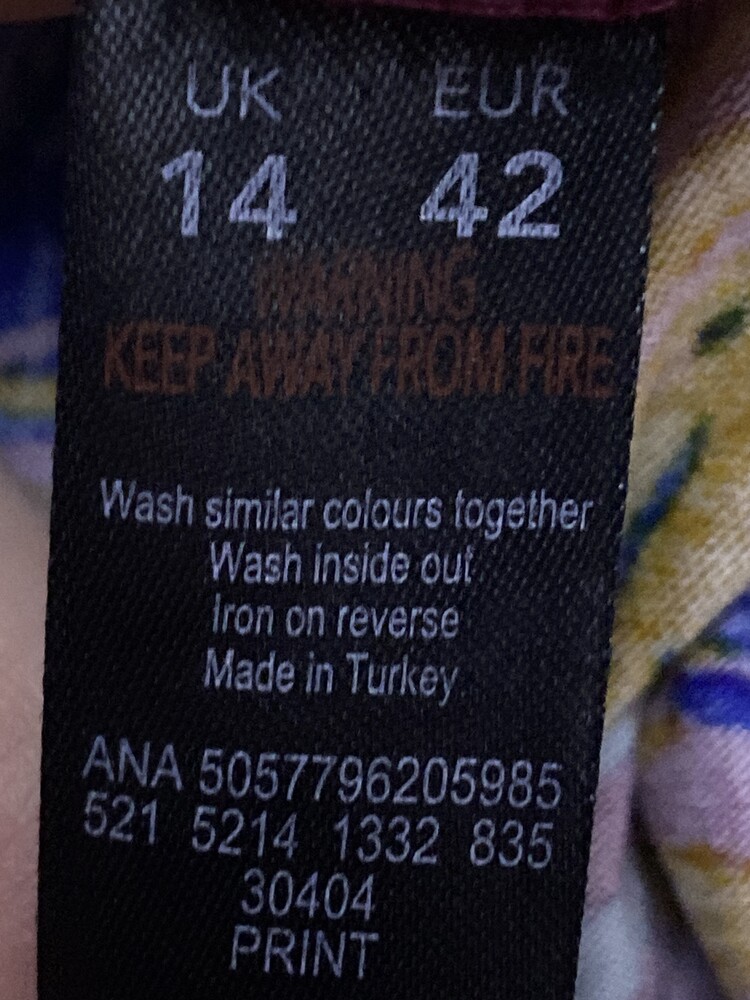 UK EUR
14 42
WARNING
KEEP AWAY FROM FIRE
Wash similar colours together
Wash inside out
Iron on reverse
Made in Turkey
ANA 5057796205985
521 5214 1332 835
30404
PRINT